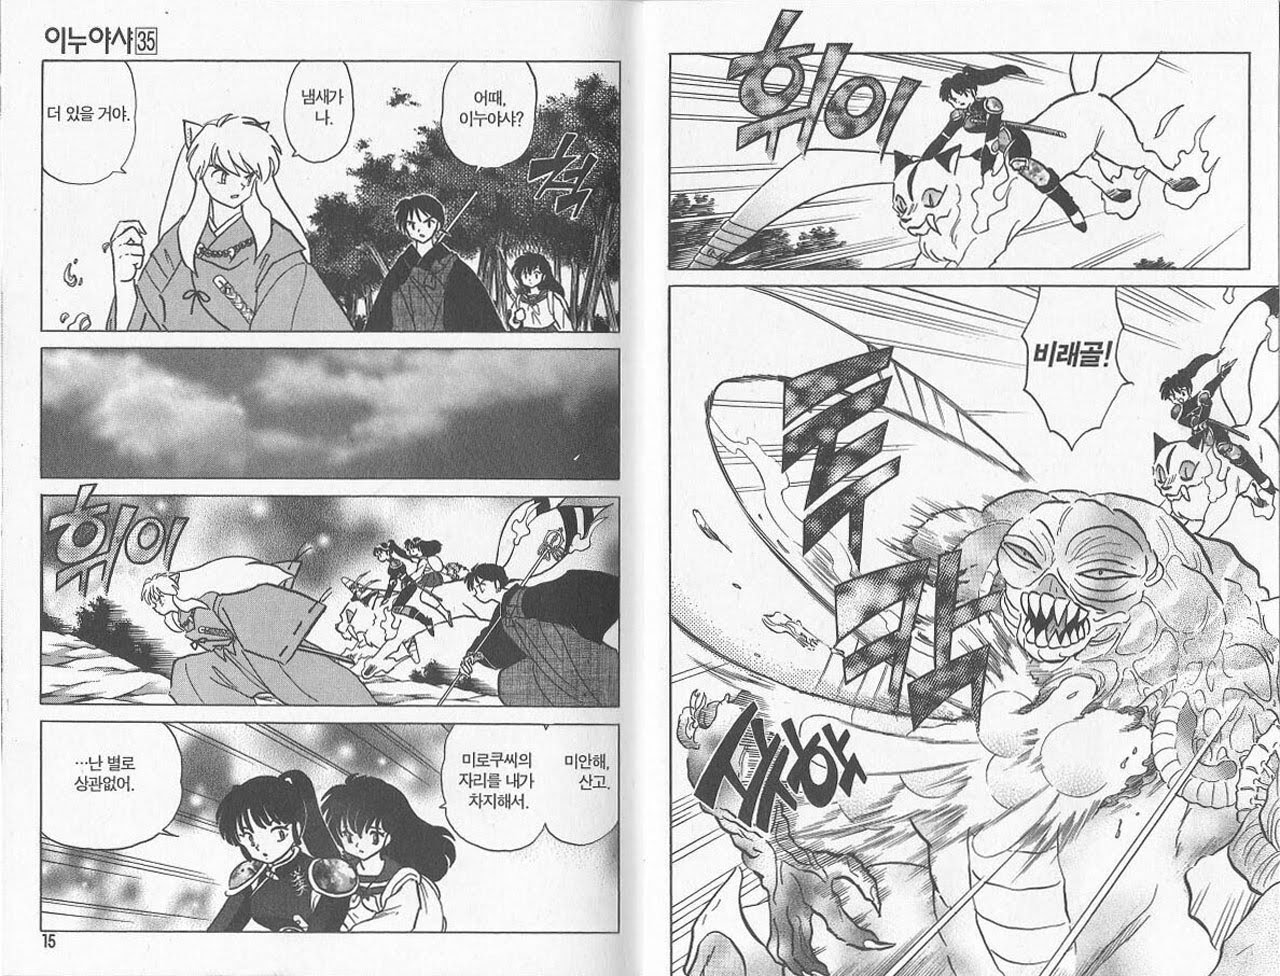 휘이
비래골!
이누야샤 35
어때,
이누야샤?
척
냄새가
나.
더 있을 거야.
휘이
미안해,
산고.
미로쿠씨의
자리를 내가
차지해서.
…난 별로
상관없어.
15